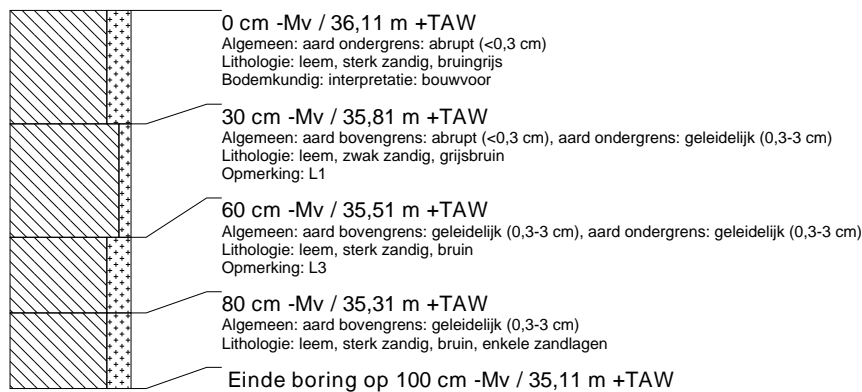 0 cm -Mv / 36,11 m +TAW
Algemeen: aard ondergrens: abrupt (<0,3 cm)
Lithologie: leem, sterk zandig, bruingrijs
Bodemkundig: interpretatie: bouwvoor
30 cm -Mv / 35,81 m +TAW
Algemeen: aard bovengrens: abrupt (<0,3 cm), aard ondergrens: geleidelijk (0,3-3 cm)
Lithologie: leem, zwak zandig, grijsbruin
Opmerking: L1
60 cm -Mv / 35,51 m +TAW
Algemeen: aard bovengrens: geleidelijk (0,3-3 cm), aard ondergrens: geleidelijk (0,3-3 cm)
Lithologie: leem, sterk zandig, bruin
Opmerking: L3
80 cm -Mv / 35,31 m +TAW
Algemeen: aard bovengrens: geleidelijk (0,3-3 cm)
Lithologie: leem, sterk zandig, bruin, enkele zandlagen
Einde boring op 100 cm -Mv / 35,11 m +TAW